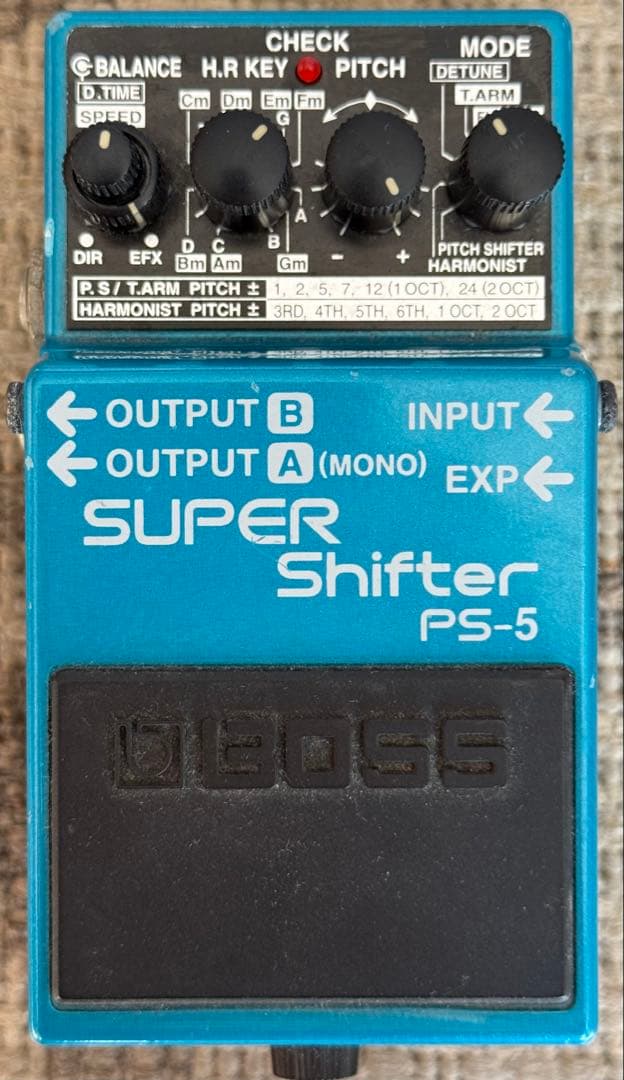 CHECK
BALANCE H.R KEY PITCH MODE
D.TIME
SPEED
Cm Dm Em Fm
G
DETUNE
T.ARM
A
B
D C
Bm Am Gm
DIR EFX
- +
PITCH SHIFTER
HARMONIST
P.S / T.ARM PITCH ± 1, 2, 5, 7, 12 (1 OCT), 24 (2 OCT)
HARMONIST PITCH ± 3RD, 4TH, 5TH, 6TH, 1 OCT, 2 OCT
← OUTPUT B INPUT ←
← OUTPUT A (MONO) EXP ←
SUPER
Shifter
PS-5
BOSS